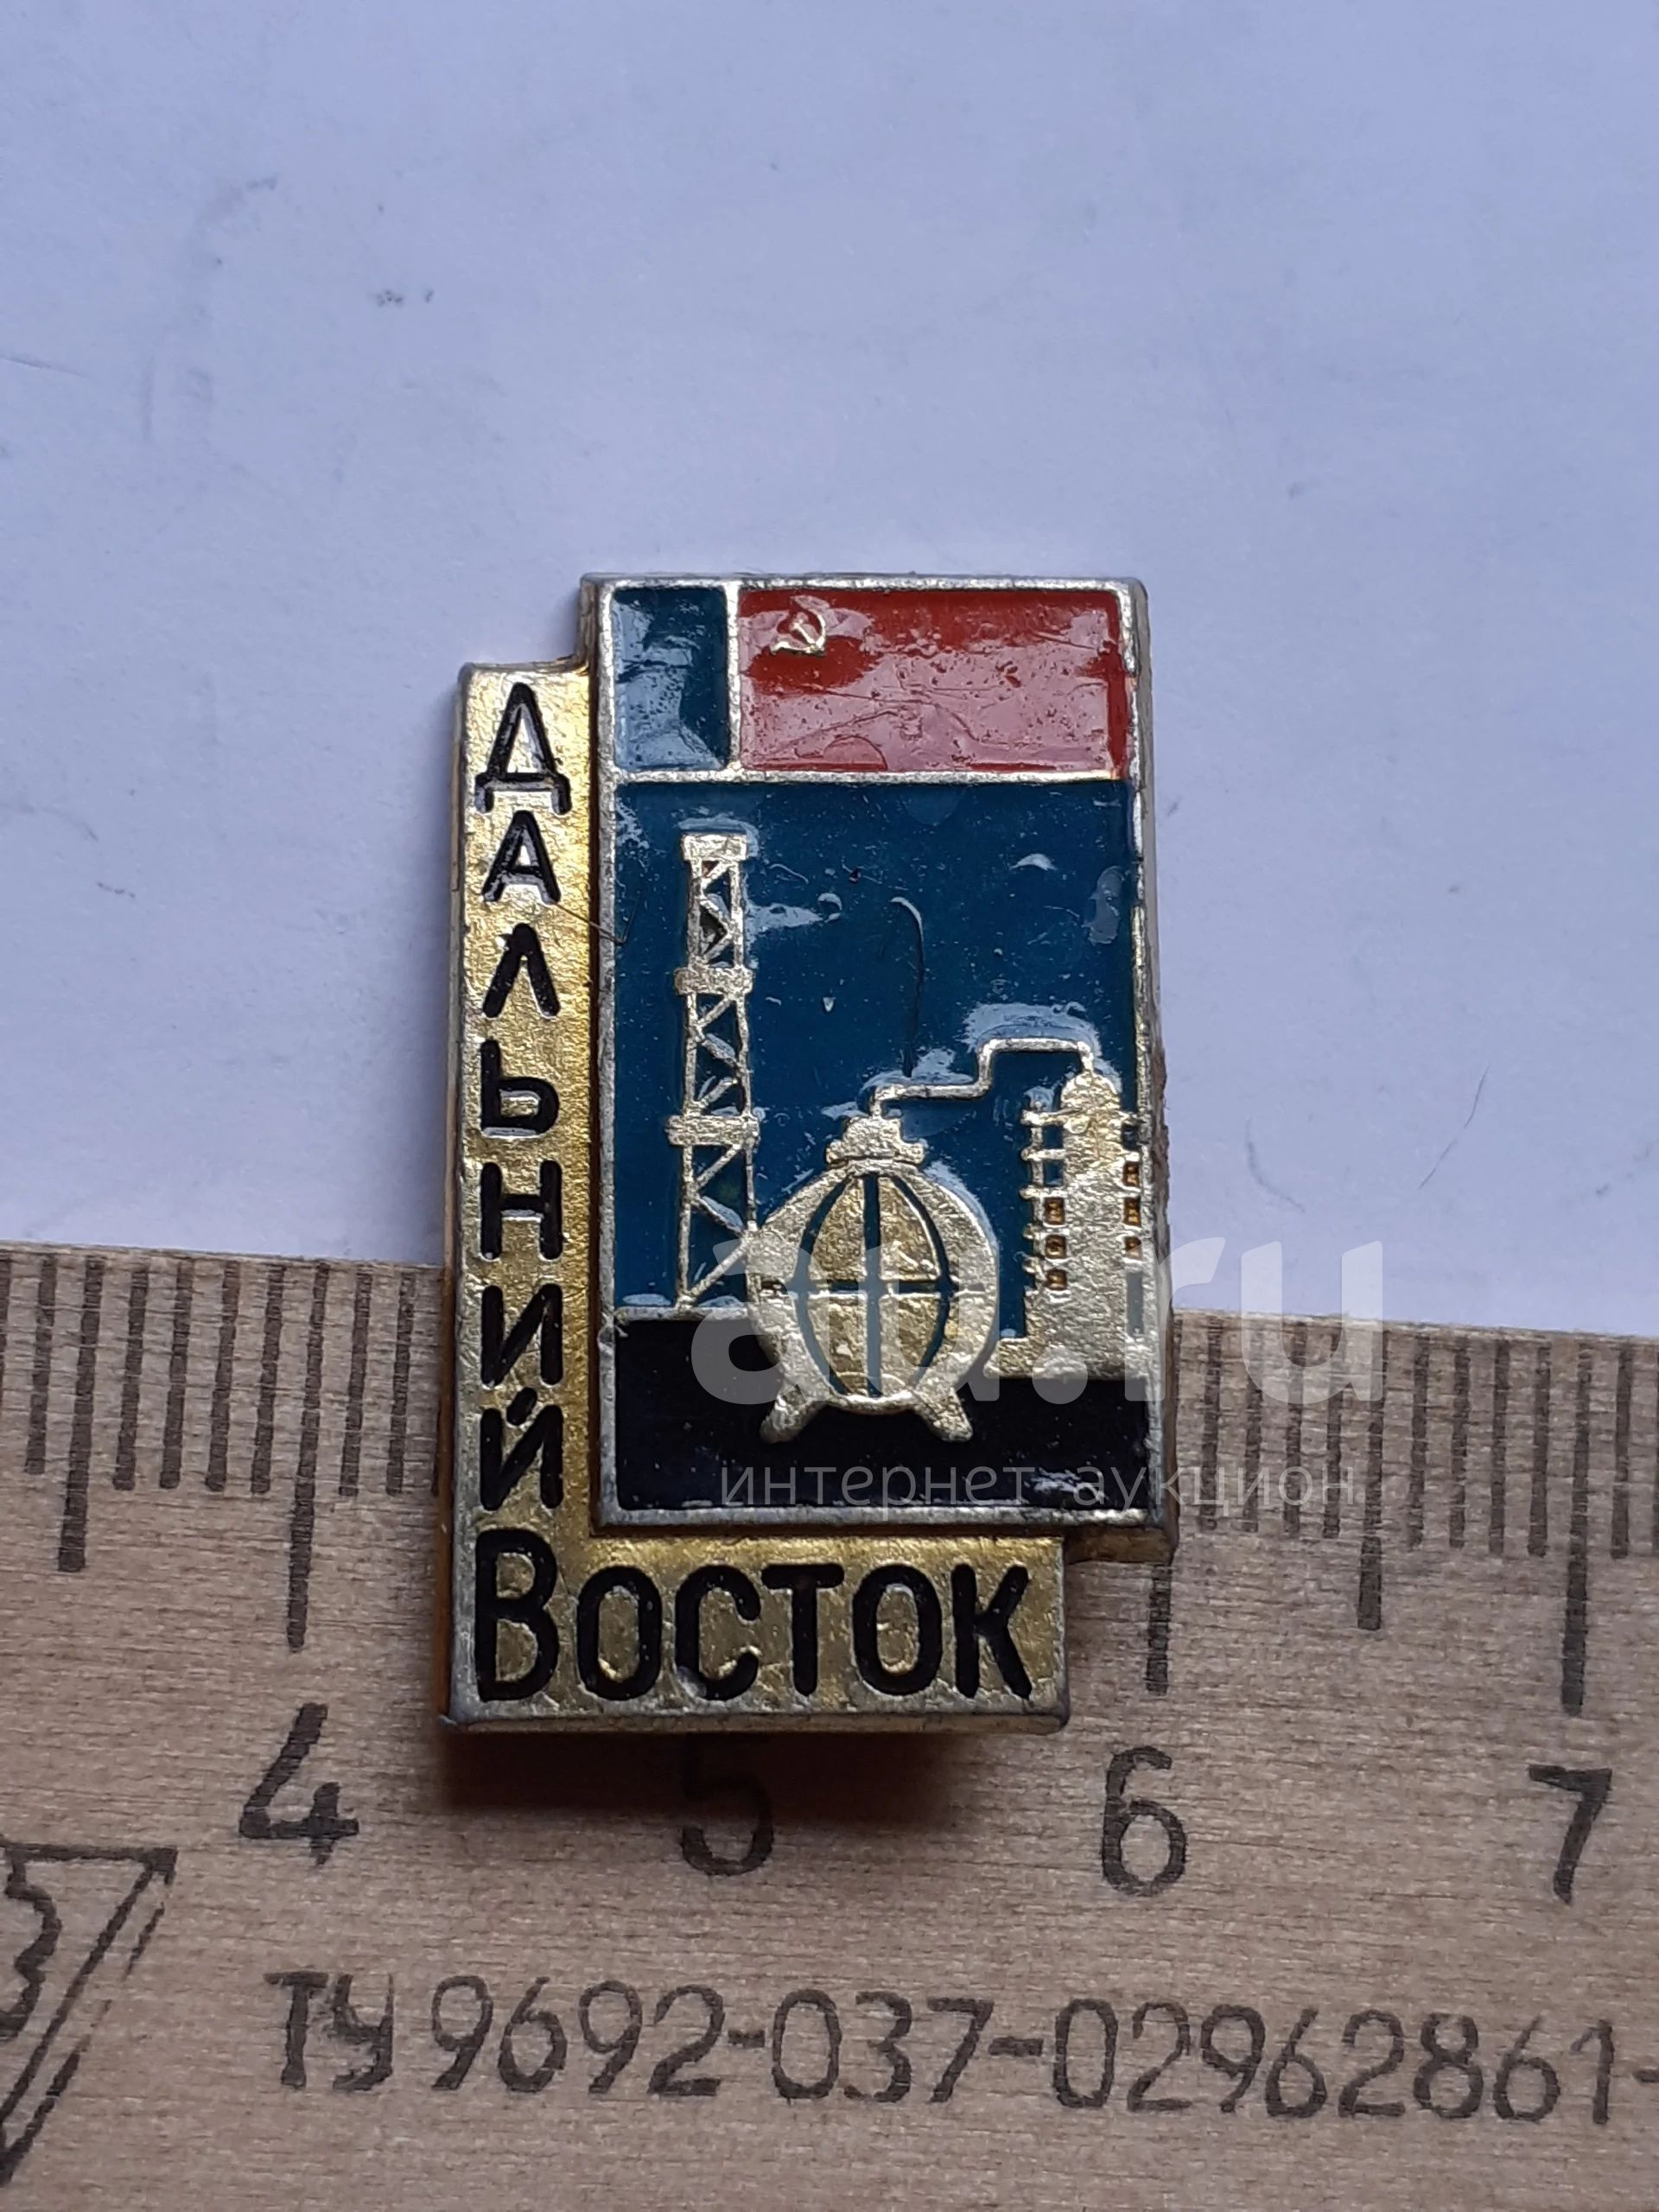 Дальний
Восток
au.ru
интернет аукцион
4 5 6 7
ТУ 9692-037-02962861-